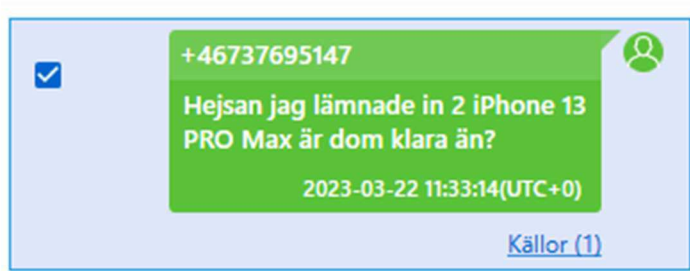 +46737695147
Hejsan jag lämnade in 2 iPhone 13
PRO Max är dom klara än?
2023-03-22 11:33:14(UTC+0)
Källor (1)